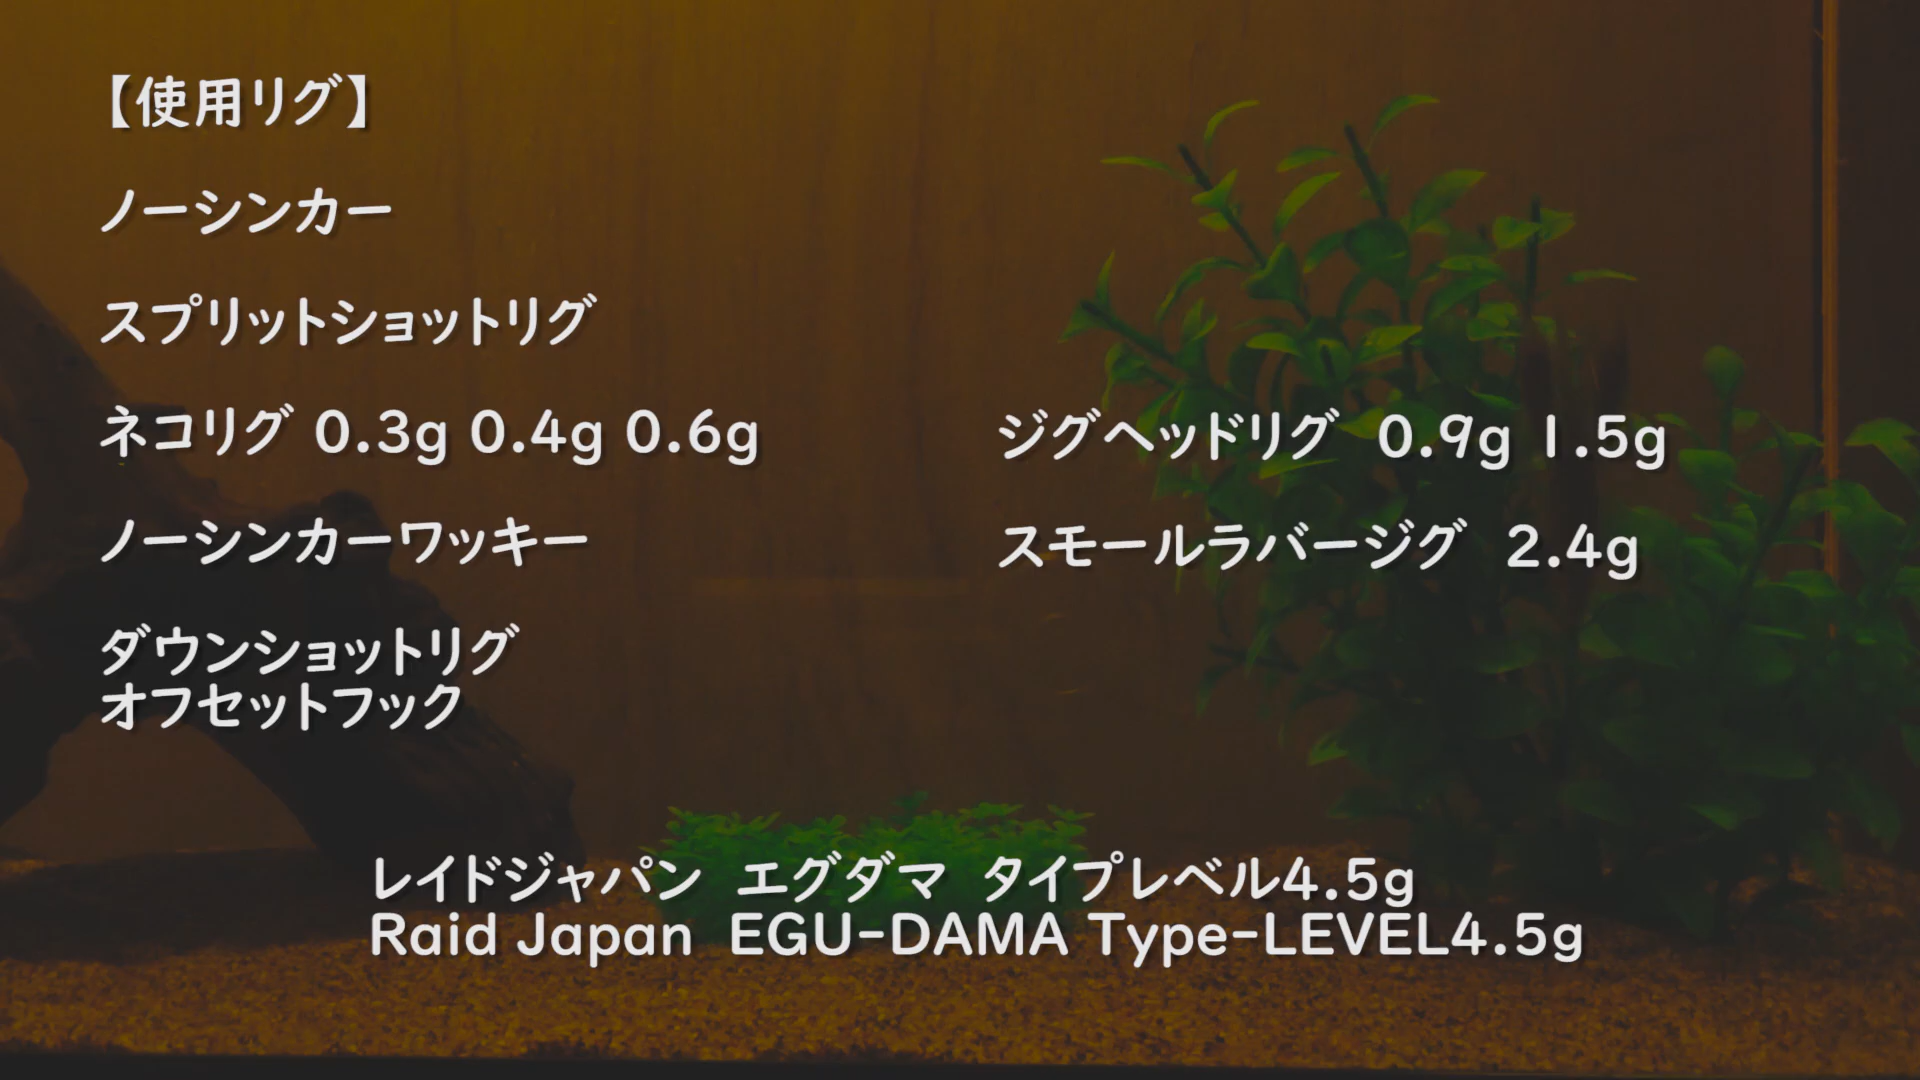 【使用リグ】
ノーシンカー
スプリットショットリグ
ネコリグ 0.3g 0.4g 0.6g
ノーシンカーワッキー
ダウンショットリグ
オフセットフック
ジグヘッドリグ 0.9g 1.5g
スモールラバージグ 2.4g
レイドジャパン エグダマ タイプレベル4.5g
Raid Japan EGU-DAMA Type-LEVEL4.5g